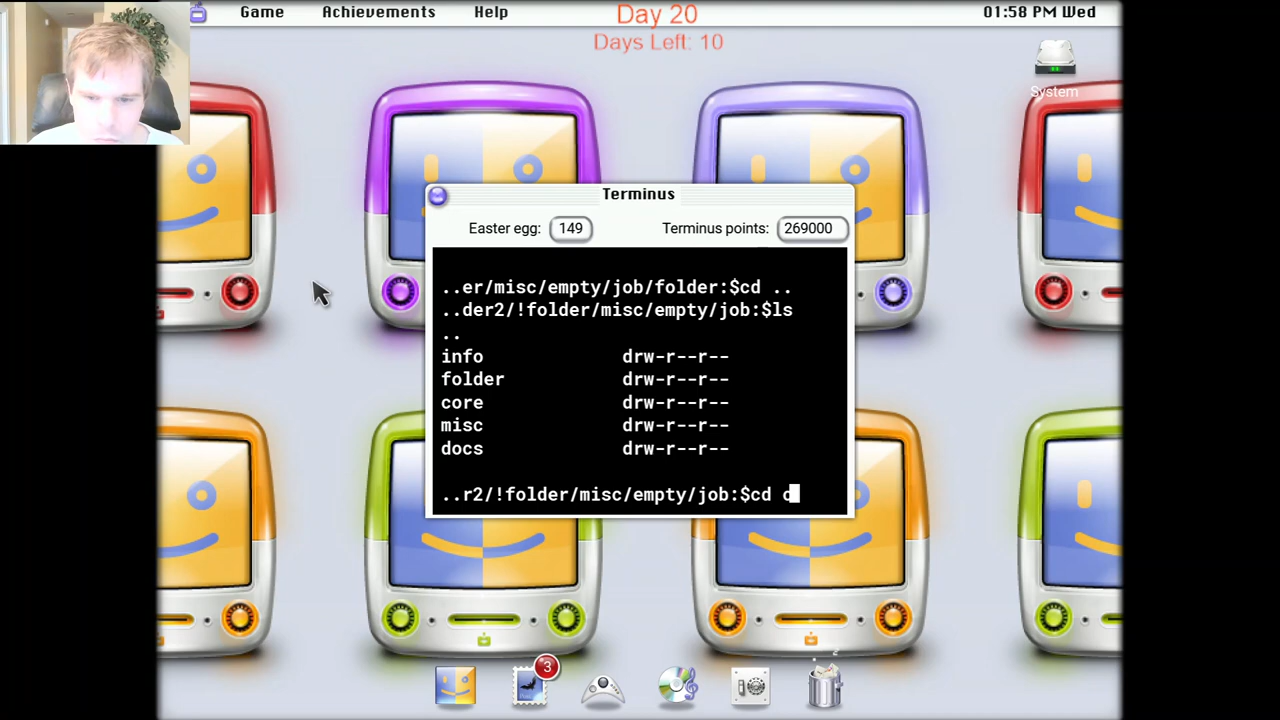 Game Achievements Help Day 20 01:58 PM Wed
Days Left: 10
System
Terminus
Easter egg: 149 Terminus points: 269000
..er/misc/empty/job/folder:$cd ..
..der2/!folder/misc/empty/job:$ls
..
info drw-r--r--
folder drw-r--r--
core drw-r--r--
misc drw-r--r--
docs drw-r--r--
..r2/!folder/misc/empty/job:$cd c
3